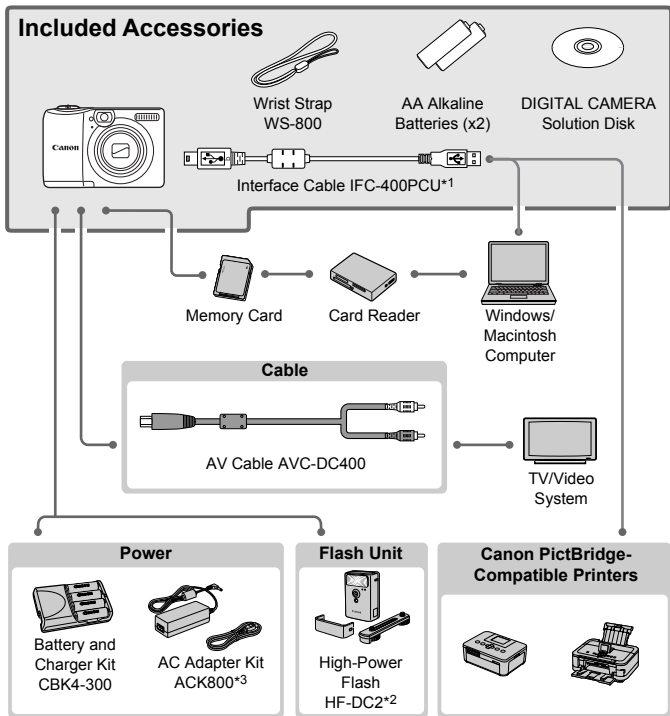 Included Accessories
Wrist Strap
WS-800
AA Alkaline
Batteries (x2)
DIGITAL CAMERA
Solution Disk
Canon
Interface Cable IFC-400PCU*1
Memory Card
Card Reader
Windows/
Macintosh
Computer
Cable
AV Cable AVC-DC400
TV/Video
System
Power
Battery and
Charger Kit
CBK4-300
AC Adapter Kit
ACK800*3
Flash Unit
High-Power
Flash
HF-DC2*2
Canon PictBridge-
Compatible Printers